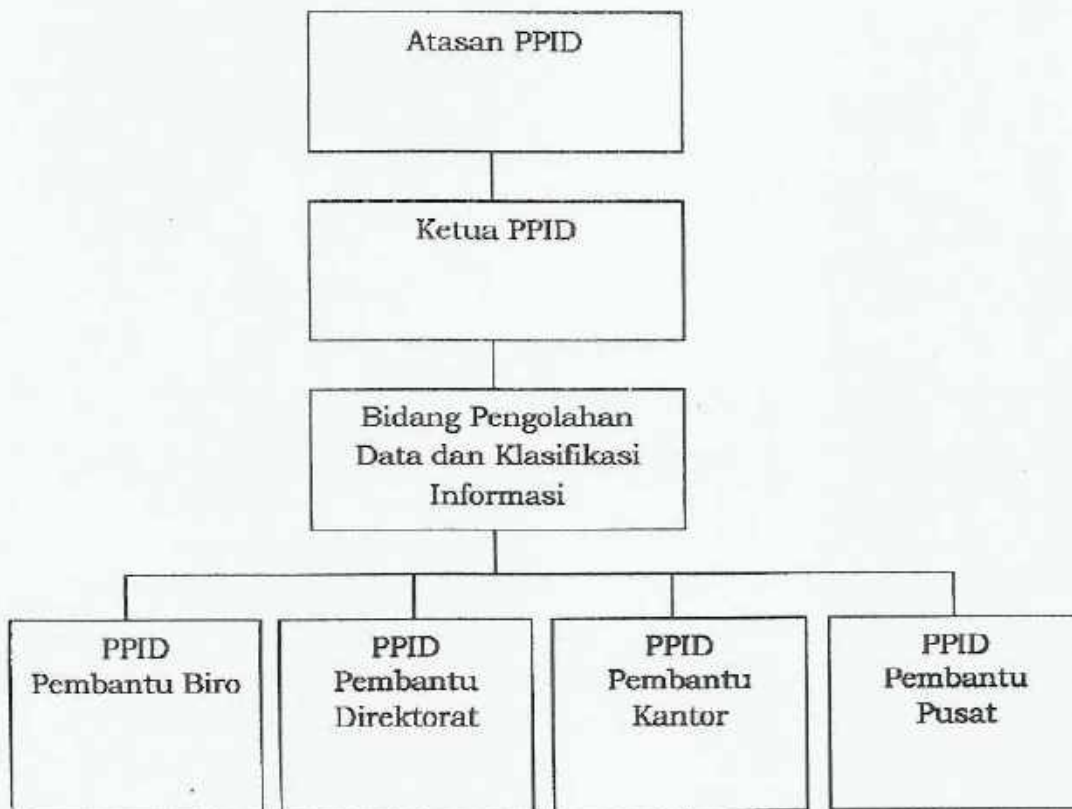 Atasan PPID
Ketua PPID
Bidang Pengolahan
Data dan Klasifikasi
Informasi
PPID
Pembantu Biro
PPID
Pembantu
Direktorat
PPID
Pembantu
Kantor
PPID
Pembantu
Pusat